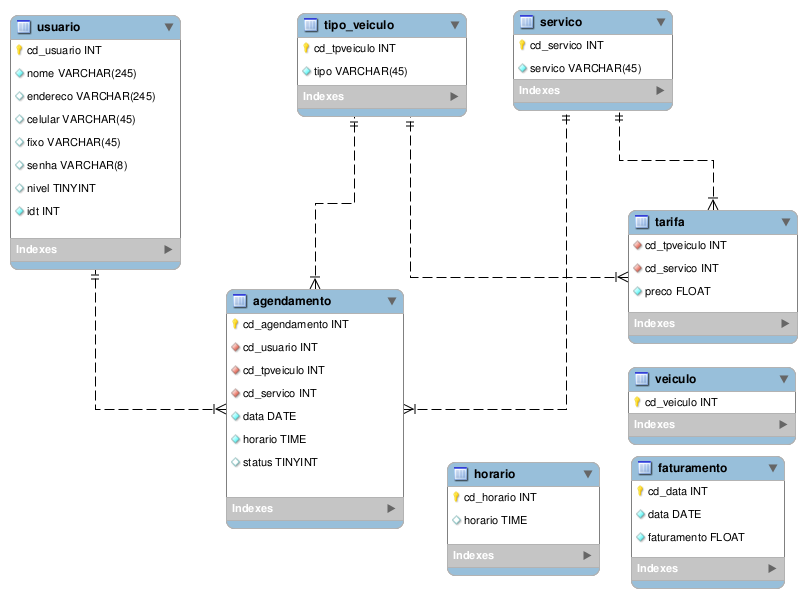 usuario
cd_usuario INT
nome VARCHAR(245)
endereco VARCHAR(245)
celular VARCHAR(45)
fixo VARCHAR(45)
senha VARCHAR(8)
nivel TINYINT
idt INT
Indexes
tipo_veiculo
cd_tpveiculo INT
tipo VARCHAR(45)
Indexes
servico
cd_servico INT
servico VARCHAR(45)
Indexes
tarifa
cd_tpveiculo INT
cd_servico INT
preco FLOAT
Indexes
agendamento
cd_agendamento INT
cd_usuario INT
cd_tpveiculo INT
cd_servico INT
data DATE
horario TIME
status TINYINT
Indexes
veiculo
cd_veiculo INT
Indexes
horario
cd_horario INT
horario TIME
Indexes
faturamento
cd_data INT
data DATE
faturamento FLOAT
Indexes